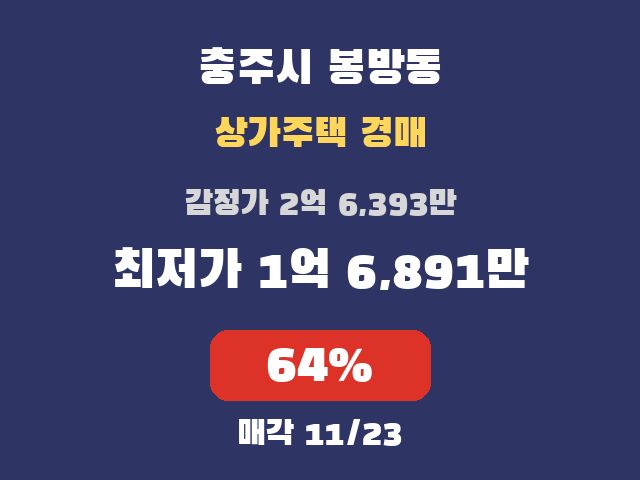 충주시 봉방동
상가주택 경매
감정가 2억 6,393만
최저가 1억 6,891만
64%
매각 11/23